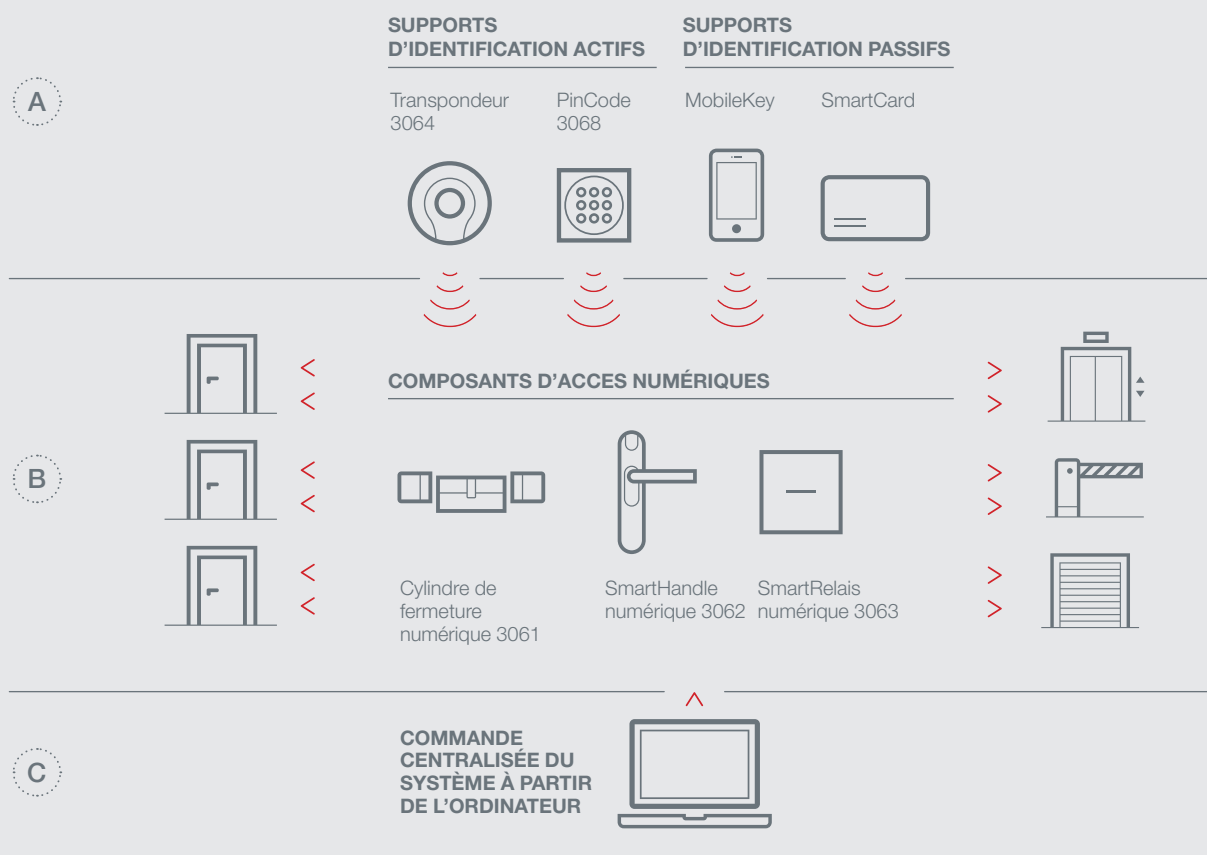 SUPPORTS
D’IDENTIFICATION ACTIFS
SUPPORTS
D’IDENTIFICATION PASSIFS
A
Transpondeur
3064
PinCode
3068
MobileKey
SmartCard
COMPOSANTS D’ACCES NUMÉRIQUES
B
Cylindre de
fermeture
numérique 3061
SmartHandle
numérique 3062
SmartRelais
numérique 3063
C
COMMANDE
CENTRALISÉE DU
SYSTÈME À PARTIR
DE L’ORDINATEUR